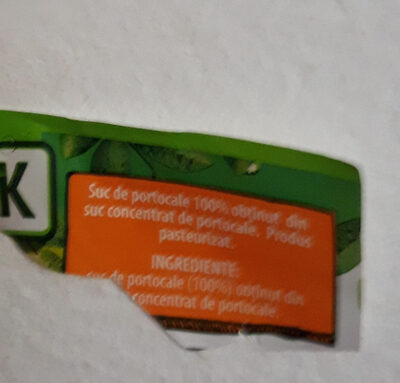 K
Suc de portocale 100% obținut din
suc concentrat de portocale. Produs
pasteurizat.
INGREDIENTE:
suc de portocale (100%) obținut din
concentrat de portocale.